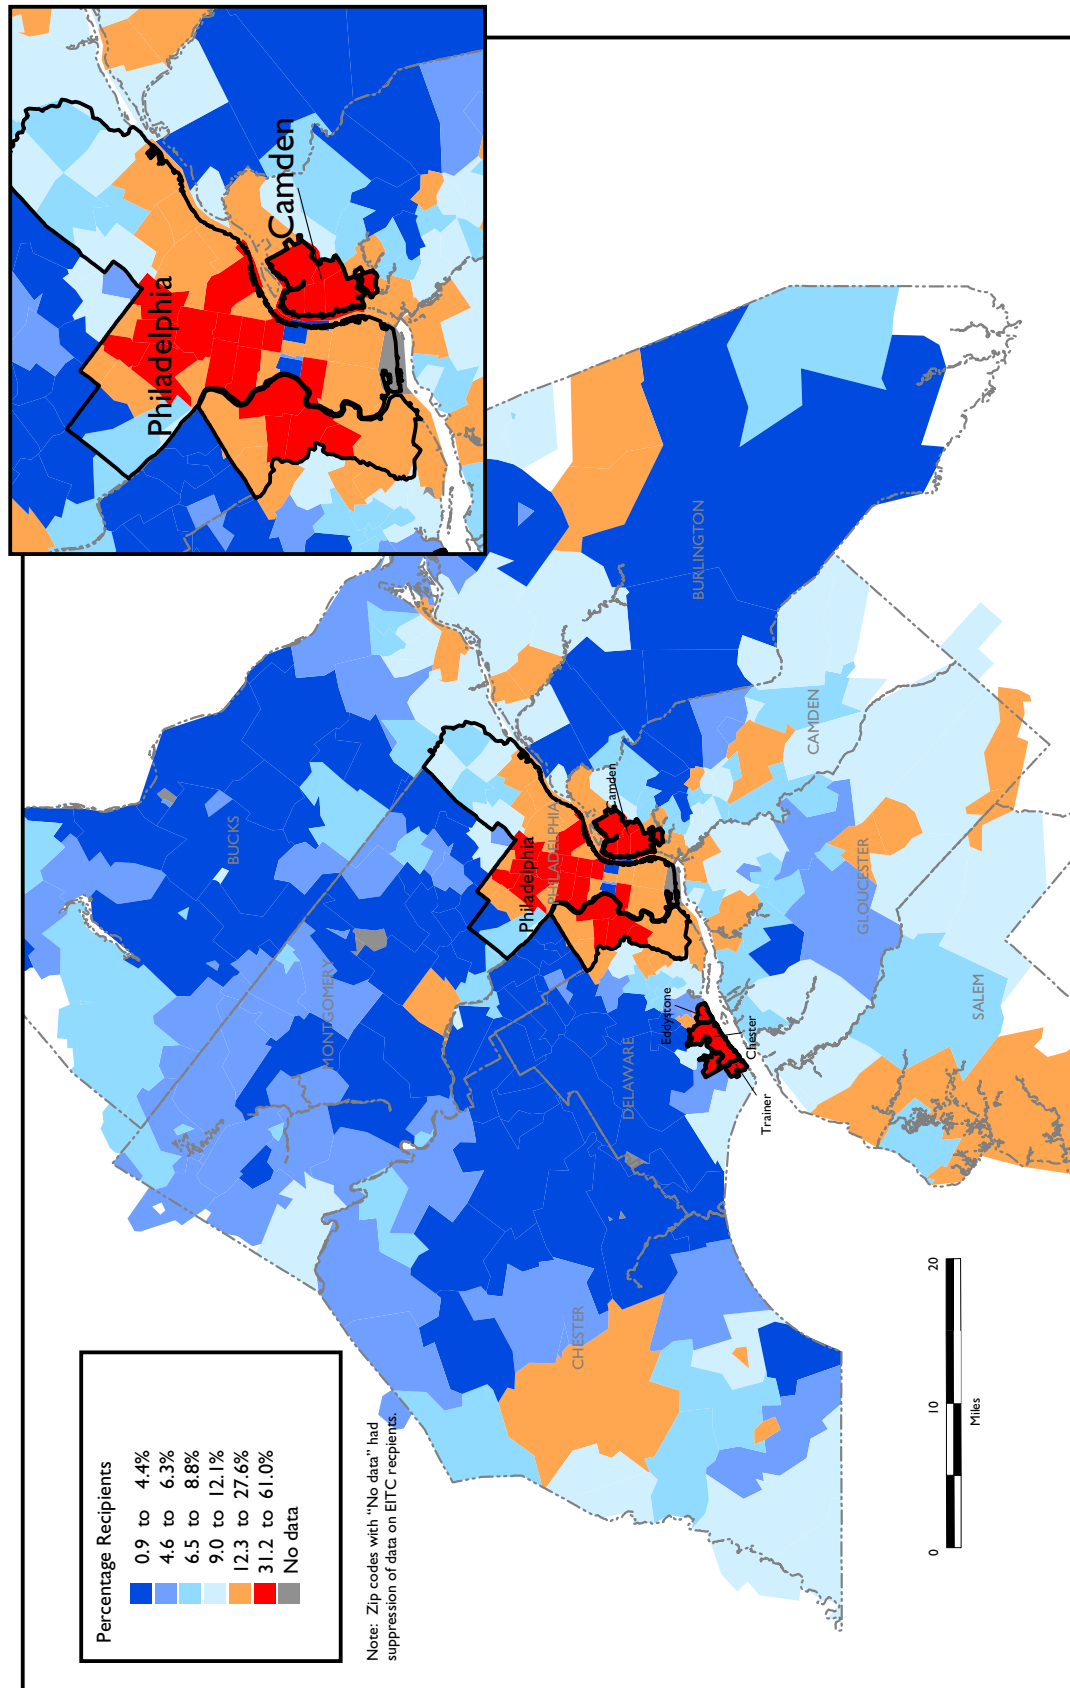 Percentage Recipients
0.9 to 4.4%
4.6 to 6.3%
6.5 to 8.8%
9.0 to 12.1%
12.3 to 27.6%
31.2 to 61.0%
No data
Note: Zip codes with "No data" had
suppression of data on EITC recipients.
Philadelphia
Camden
BUCKS
MONTGOMERY
PHILADELPHIA
Philadelphia
Camden
BURLINGTON
CAMDEN
GLOUCESTER
SALEM
DELAWARE
CHESTER
Eddystone
Chester
Trainer
0 10 20
Miles